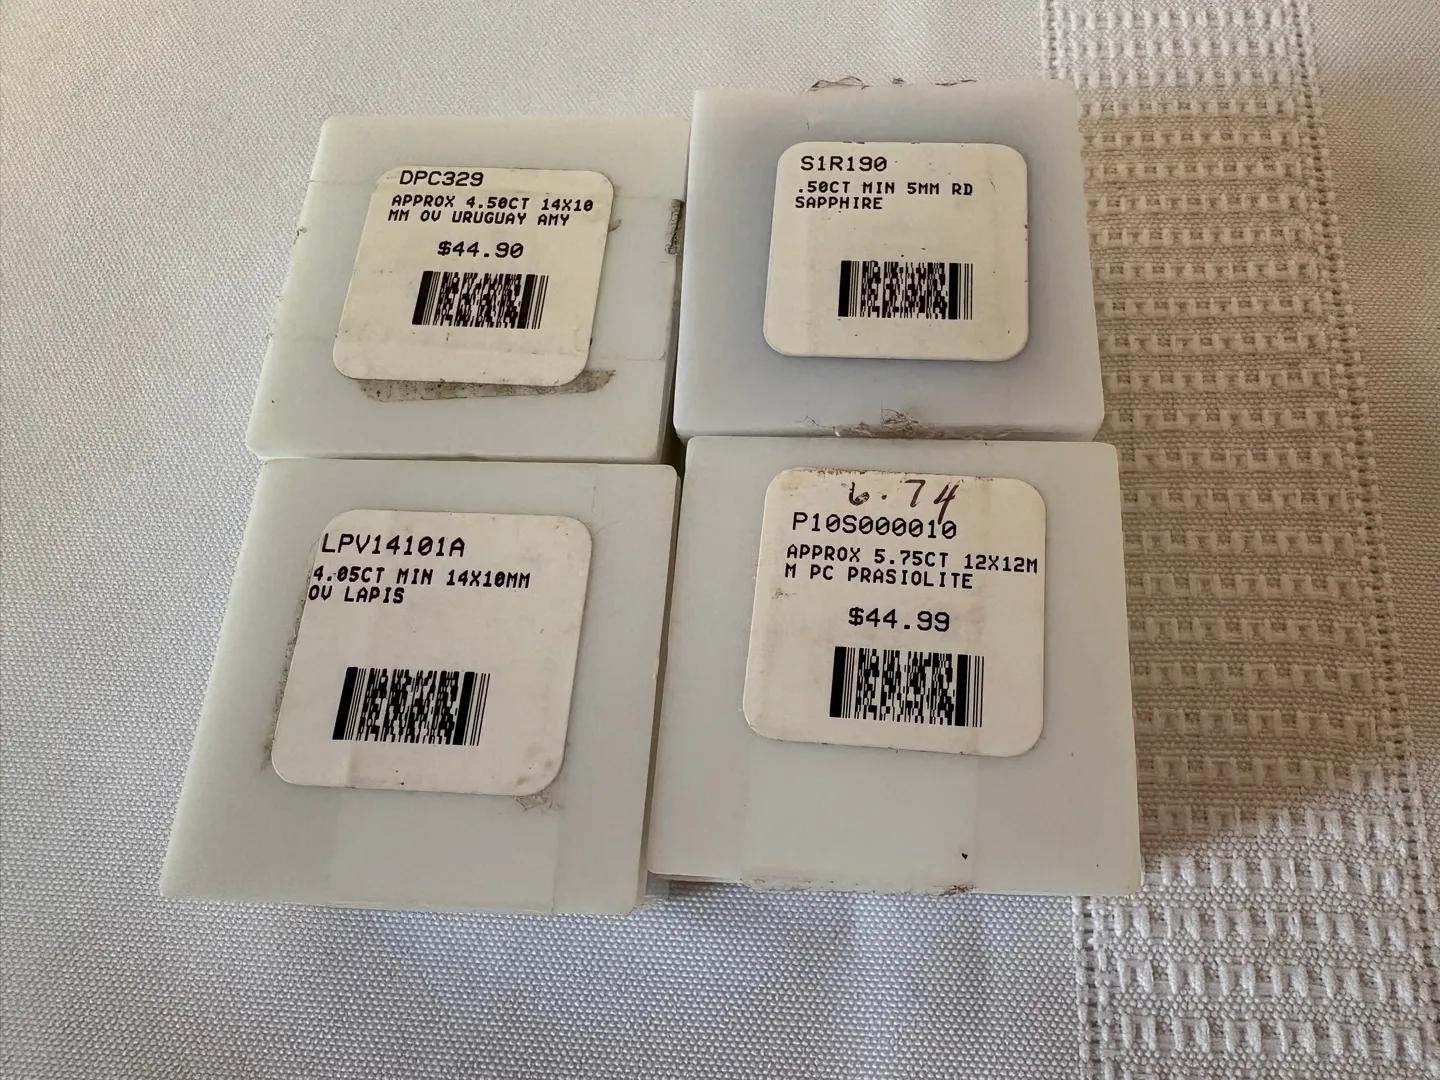 DPC329
APPROX 4.50CT 14X10
MM OV URUGUAY AMY
$44.90
S1R190
.50CT MIN 5MM RD
SAPPHIRE
LPV14101A
4.05CT MIN 14X10MM
OV LAPIS
6.74
P10S000010
APPROX 5.75CT 12X12M
M PC PRASIOLITE
$44.99